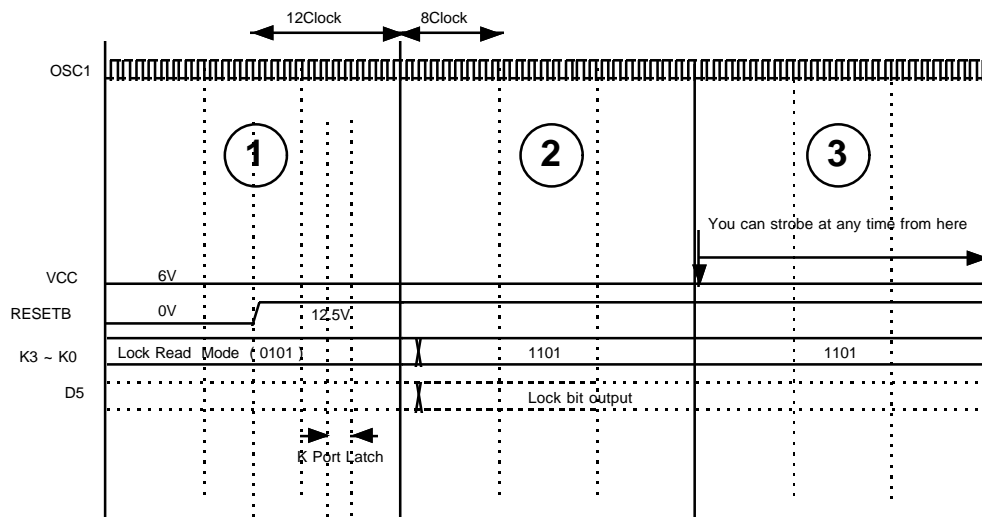 12Clock
8Clock
OSC1
1
2
3
You can strobe at any time from here
VCC
6V
RESETB
0V
12.5V
K3 ~ K0
Lock Read Mode ( 0101 )
1101
1101
D5
Lock bit output
K Port Latch